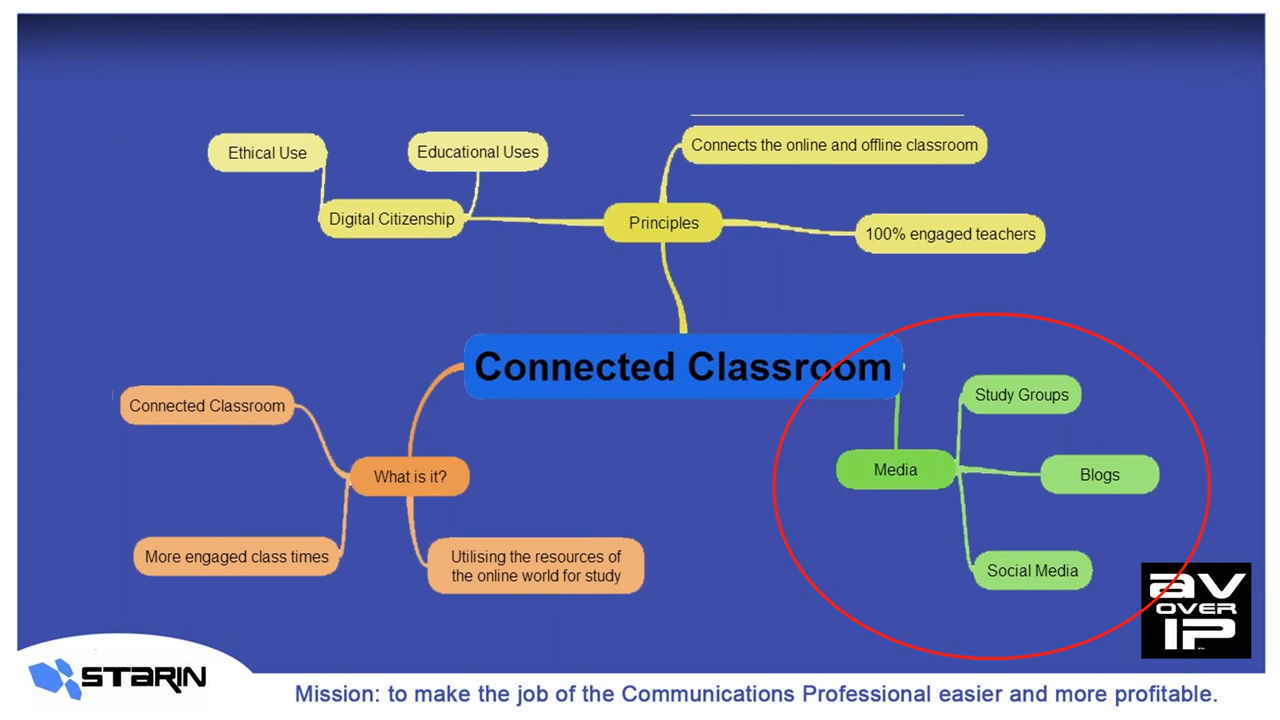 Connects the online and offline classroom
Ethical Use
Educational Uses
Digital Citizenship
Principles
100% engaged teachers
Connected Classroom
Connected Classroom
Study Groups
Media
Blogs
What is it?
More engaged class times
Utilising the resources of
the online world for study
Social Media
AV
OVER
IP
STARIN
Mission: to make the job of the Communications Professional easier and more profitable.